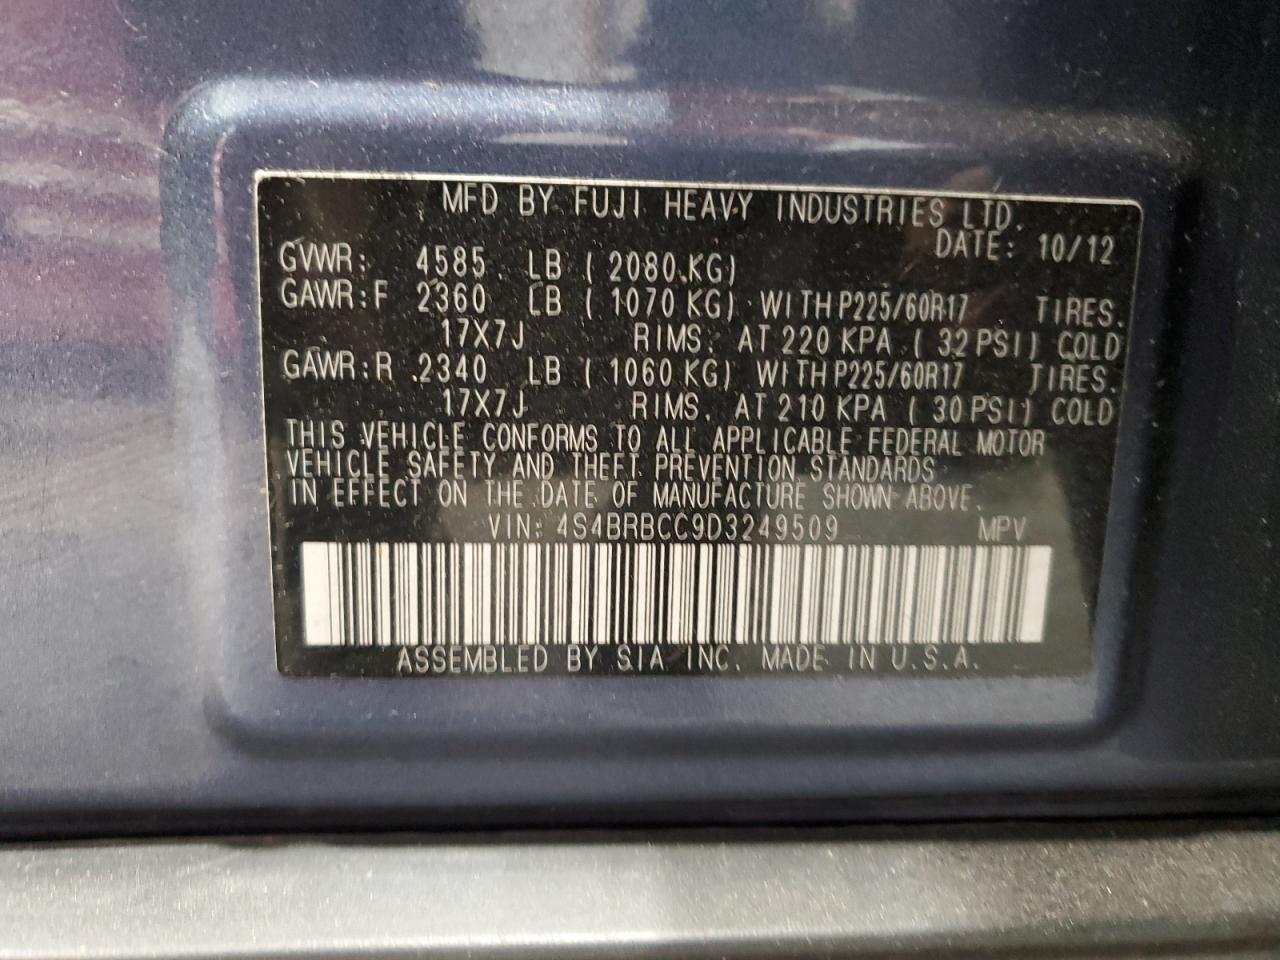 MFD BY FUJI HEAVY INDUSTRIES LTD.
DATE: 10/12
GVWR: 4585 LB ( 2080 KG)
GAWR:F 2360 LB ( 1070 KG) WITH P225/60R17 TIRES.
17X7J RIMS. AT 220 KPA ( 32 PSI) COLD
GAWR:R 2340 LB ( 1060 KG) WITH P225/60R17 TIRES.
17X7J RIMS. AT 210 KPA ( 30 PSI) COLD
THIS VEHICLE CONFORMS TO ALL APPLICABLE FEDERAL MOTOR
VEHICLE SAFETY AND THEFT PREVENTION STANDARDS
IN EFFECT ON THE DATE OF MANUFACTURE SHOWN ABOVE.
VIN: 4S4BRBCC9D3249509 MPV
ASSEMBLED BY SIA INC. MADE IN U.S.A.